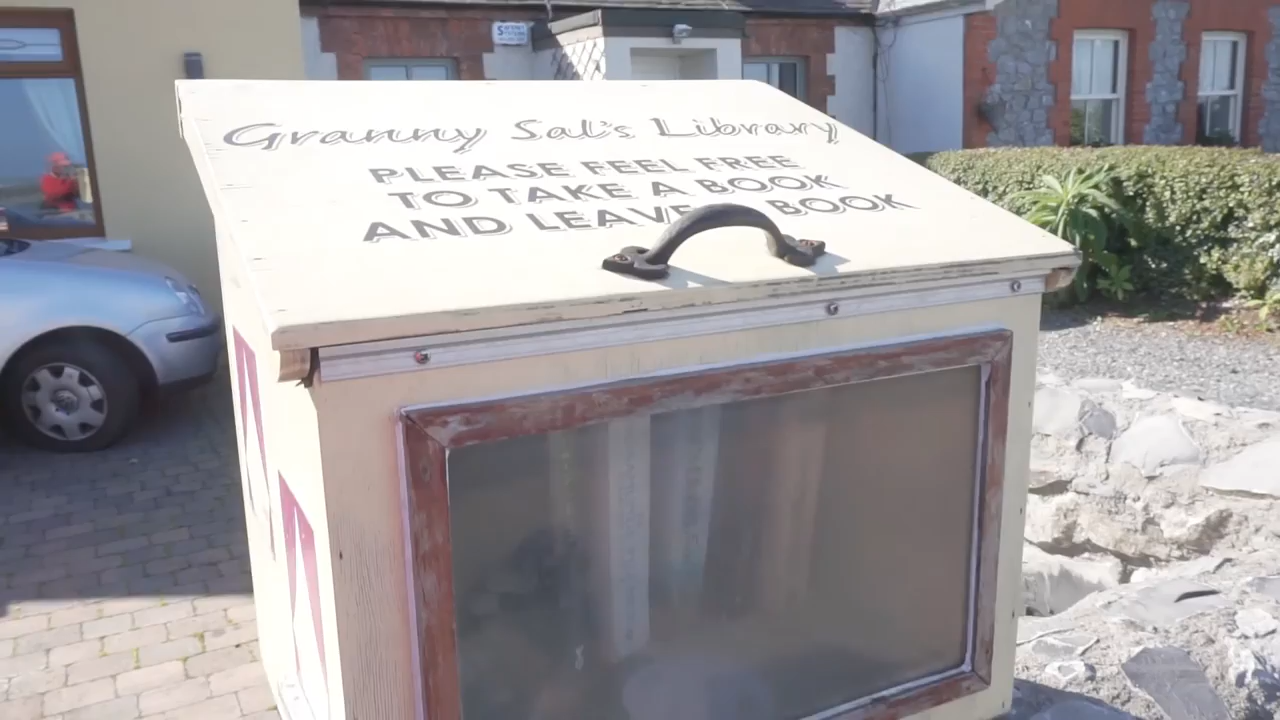 Granny Sal's Library
PLEASE FEEL FREE
TO TAKE A BOOK
AND LEAVE BOOK